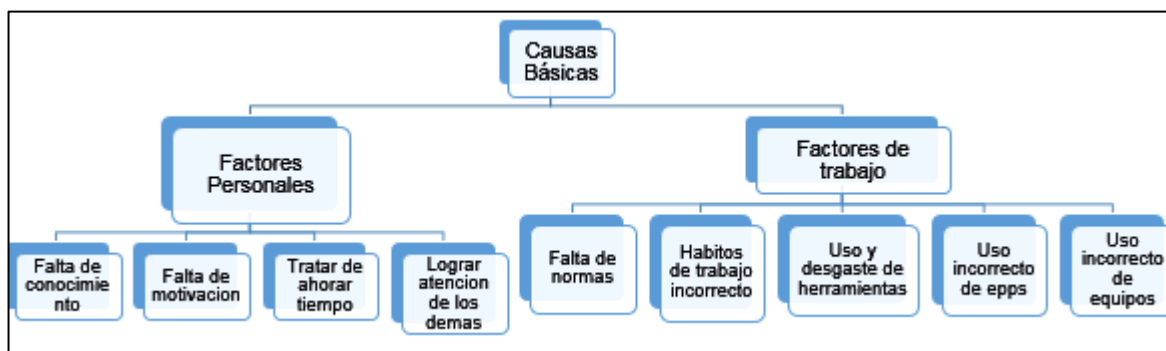 Causas
Básicas
Factores
Personales
Factores de
trabajo
Falta de
conocimie
nto
Falta de
motivacion
Tratar de
ahorar
tiempo
Lograr
atencion
de los
demas
Falta de
normas
Habitos
de trabajo
incorrecto
Uso y
desgaste de
herramientas
Uso
incorrecto
de epps
Uso
incorrecto
de
equipos